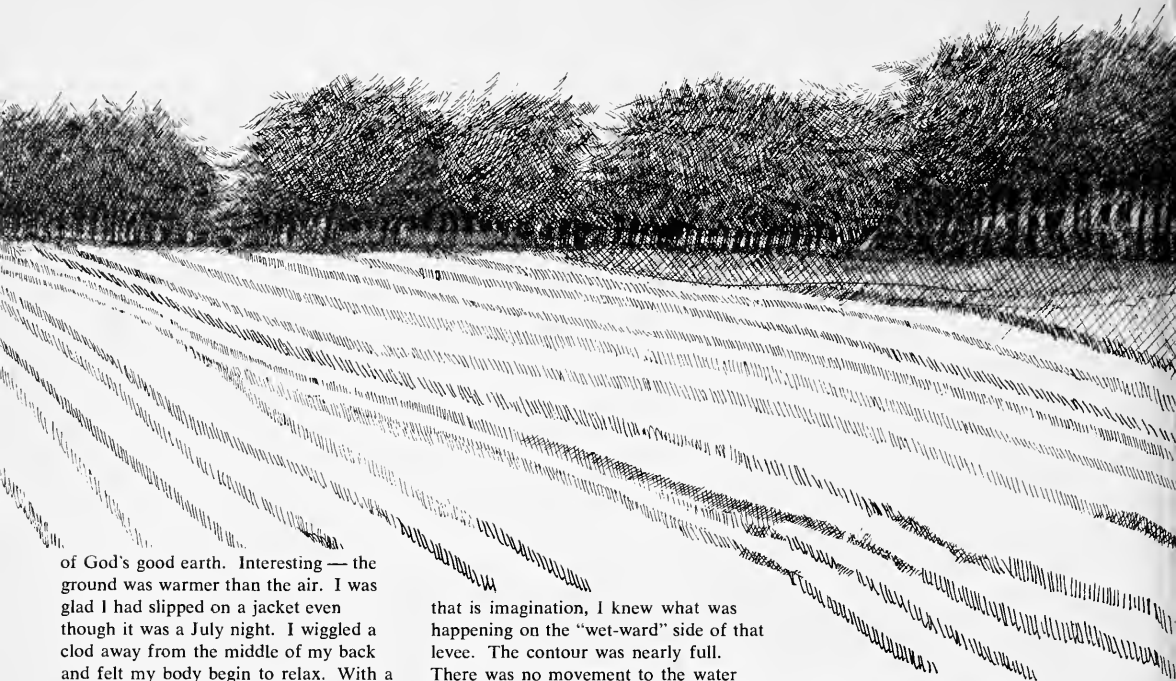 of God's good earth. Interesting — the
ground was warmer than the air. I was
glad I had slipped on a jacket even
though it was a July night. I wiggled a
clod away from the middle of my back
and felt my body begin to relax. With a
that is imagination, I knew what was
happening on the “wet-ward” side of that
levee. The contour was nearly full.
There was no movement to the water